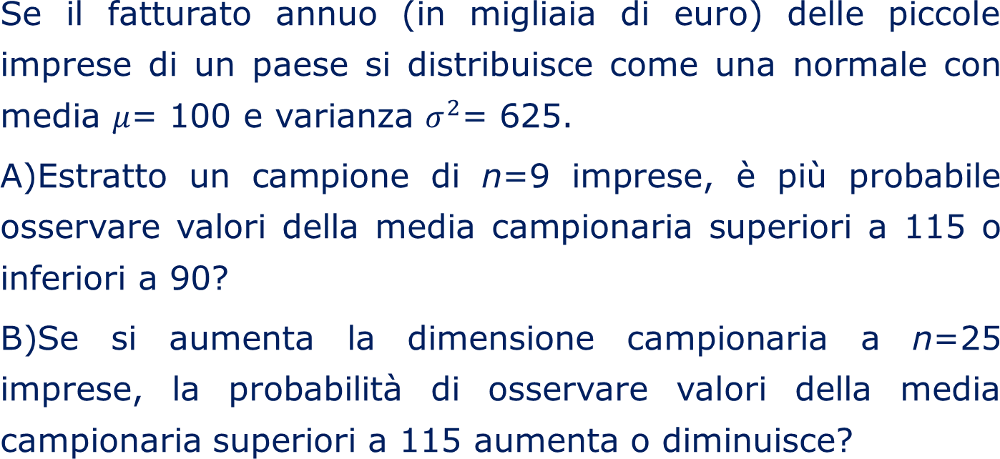 Se il fatturato annuo (in migliaia di euro) delle piccole
imprese di un paese si distribuisce come una normale con
media 𝜇= 100 e varianza 𝜎²= 625.
A)Estratto un campione di n=9 imprese, è più probabile
osservare valori della media campionaria superiori a 115 o
inferiori a 90?
B)Se si aumenta la dimensione campionaria a n=25
imprese, la probabilità di osservare valori della media
campionaria superiori a 115 aumenta o diminuisce?